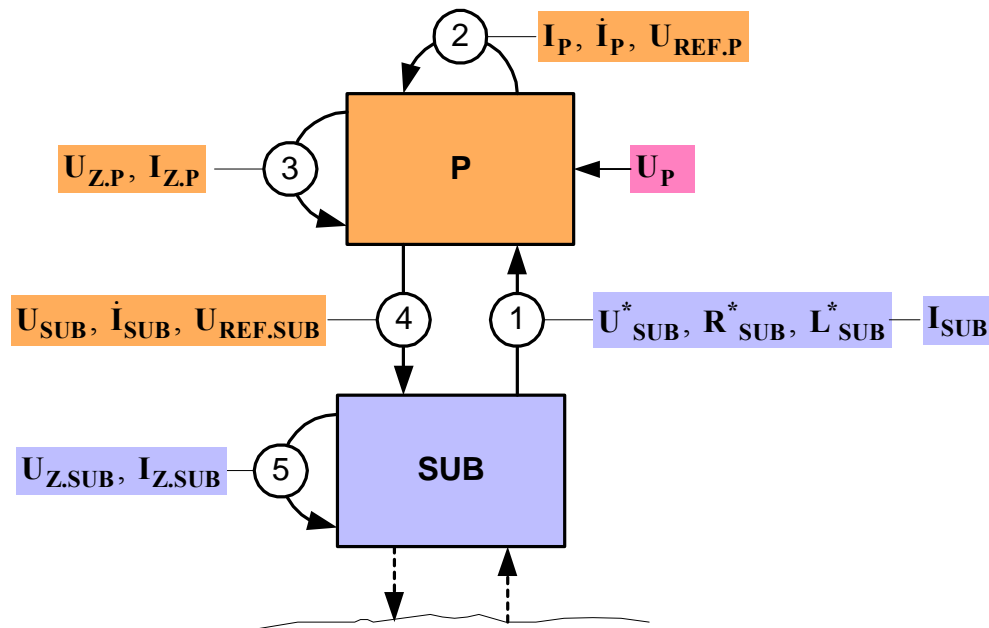 2
I_P, İ_P, U_REF.P
3
U_Z.P, I_Z.P
P
U_P
U_SUB, İ_SUB, U_REF.SUB
4
1
U*_SUB, R*_SUB, L*_SUB
I_SUB
U_Z.SUB, I_Z.SUB
5
SUB